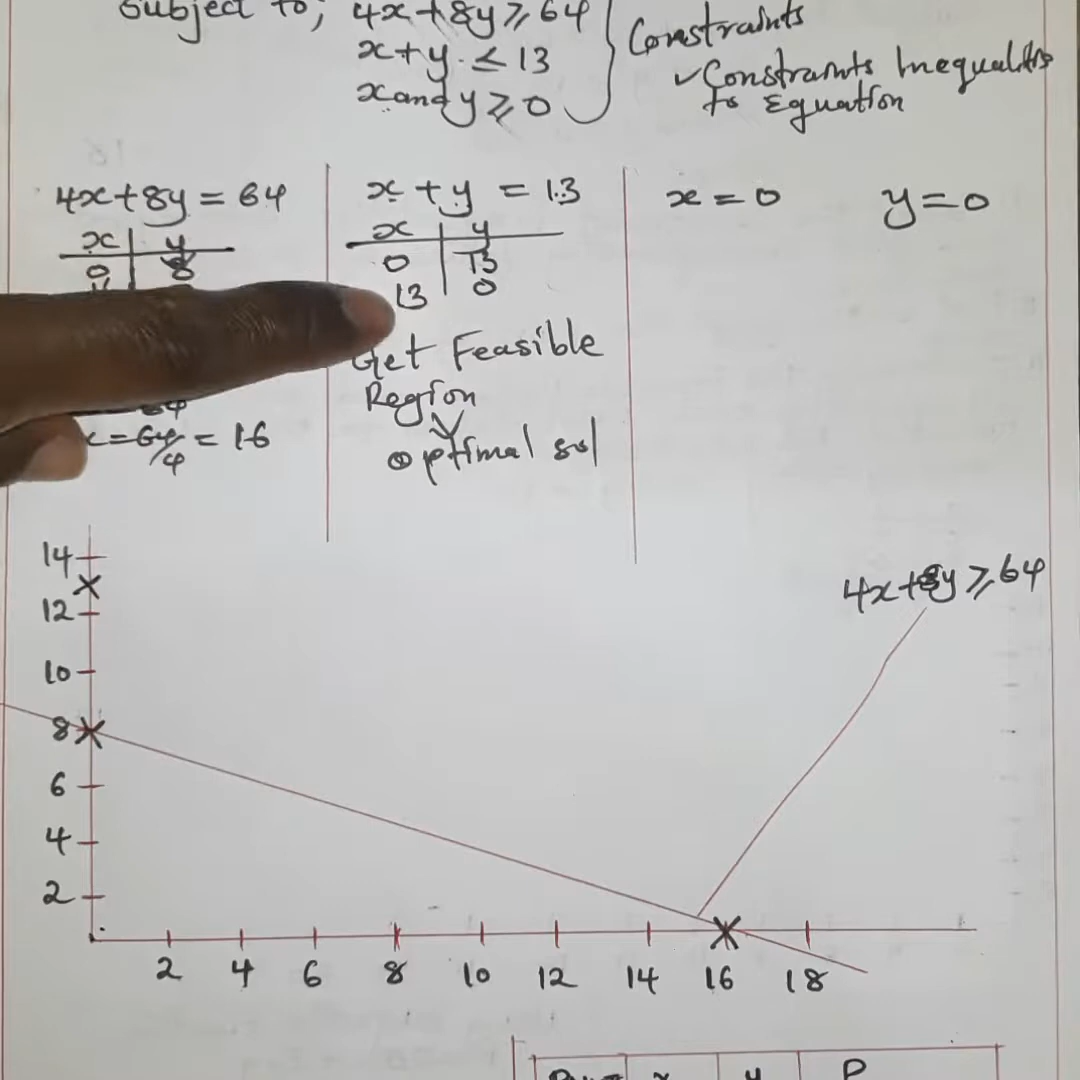 Subject to; 4x+8y ≥ 64
x+y ≤ 13
x and y ≥ 0
Constraints
✓Constraints Inequalities
to Equation
4x+8y = 64
x y
0 8
x + y = 13
x y
0 13
13 0
x = 0
y = 0
Get Feasible
Region
optimal sol
x = 64/4 = 16
14
12
10
8
6
4
2
4x+8y ≥ 64
2 4 6 8 10 12 14 16 18
x y P